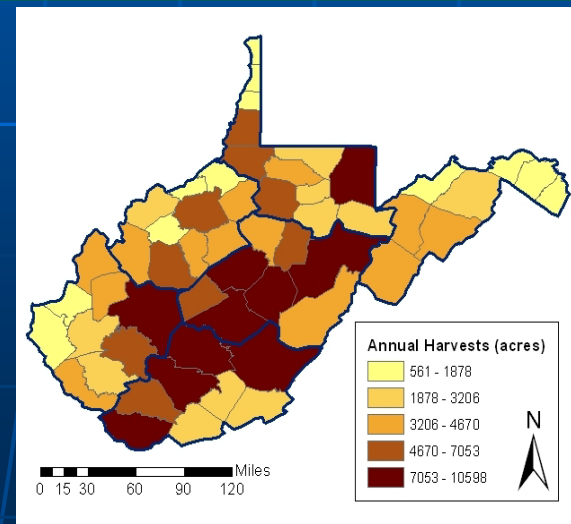 Annual Harvests (acres)
561 - 1878
1878 - 3206
3206 - 4670
4670 - 7053
7053 - 10598
N
Miles
0 15 30 60 90 120